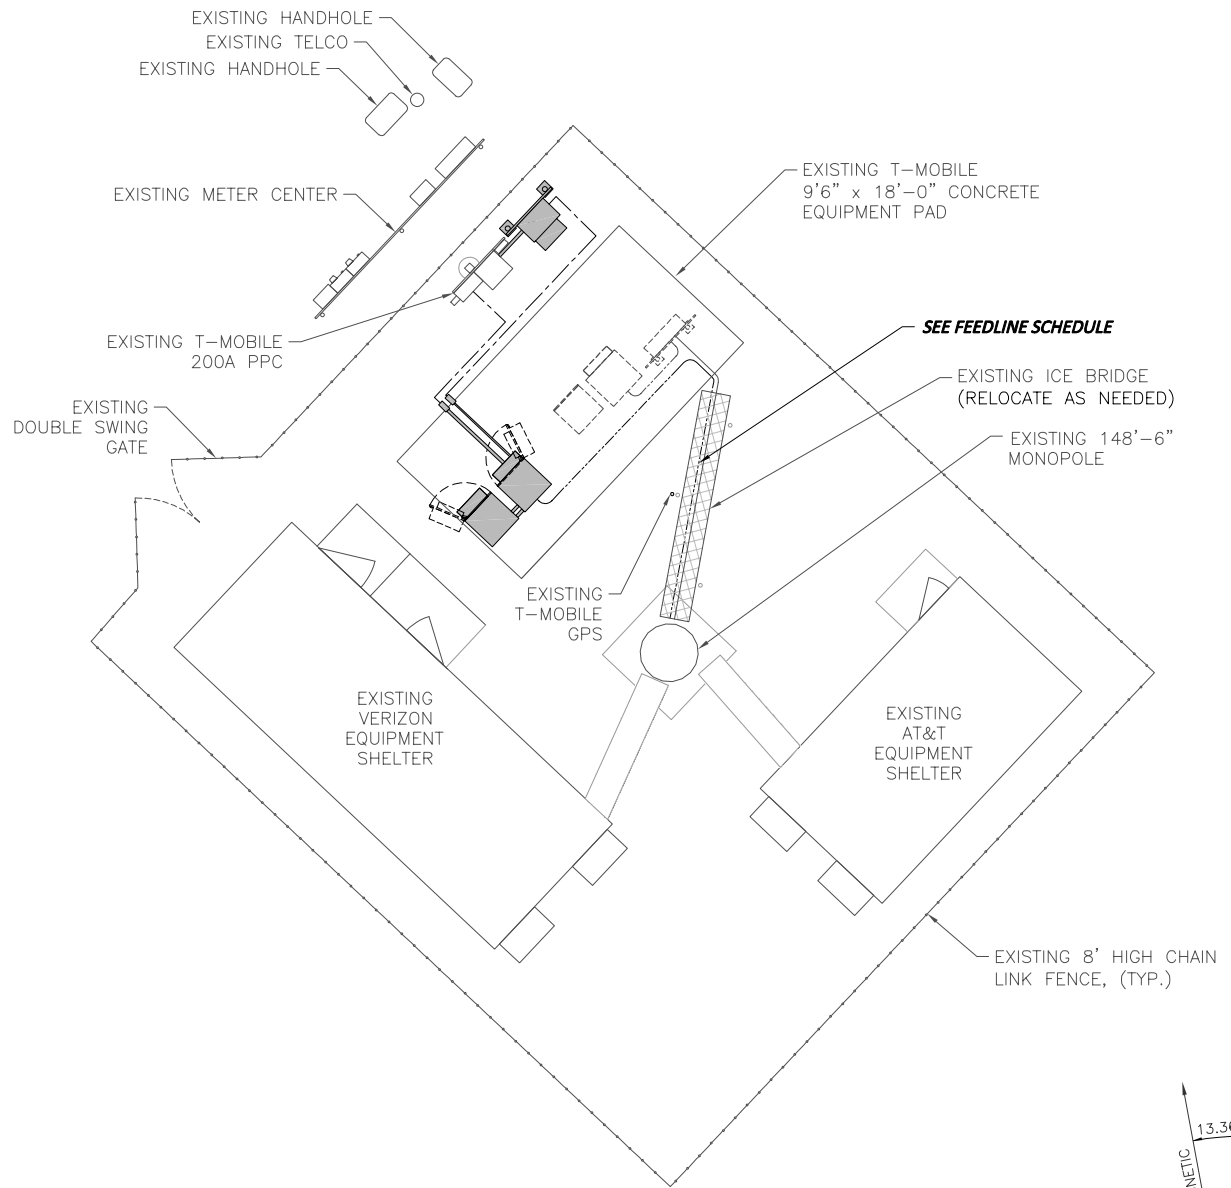 EXISTING HANDHOLE
EXISTING TELCO
EXISTING HANDHOLE
EXISTING METER CENTER
EXISTING T-MOBILE
9'6" x 18'-0" CONCRETE
EQUIPMENT PAD
SEE FEEDLINE SCHEDULE
EXISTING T-MOBILE
200A PPC
EXISTING ICE BRIDGE
(RELOCATE AS NEEDED)
EXISTING
DOUBLE SWING
GATE
EXISTING 148'-6"
MONOPOLE
EXISTING
T-MOBILE
GPS
EXISTING
VERIZON
EQUIPMENT
SHELTER
EXISTING
AT&T
EQUIPMENT
SHELTER
EXISTING 8' HIGH CHAIN
LINK FENCE, (TYP.)
13.36
NETIC